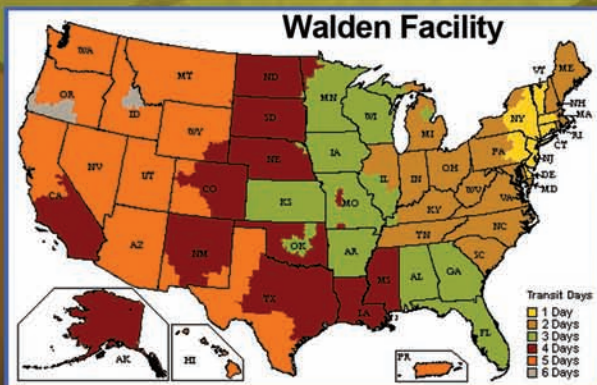 Walden Facility
WA
OR
ID
MT
WY
ND
SD
NE
MN
WI
IA
MI
NY
VT
ME
NH
MA
RI
CT
NJ
DE
MD
PA
OH
IN
IL
WV
VA
KY
TN
NC
SC
CA
NV
UT
CO
KS
MO
AZ
NM
OK
AR
TX
LA
MS
AL
GA
FL
AK
HI
PR
Transit Days
1 Day
2 Days
3 Days
4 Days
5 Days
6 Days